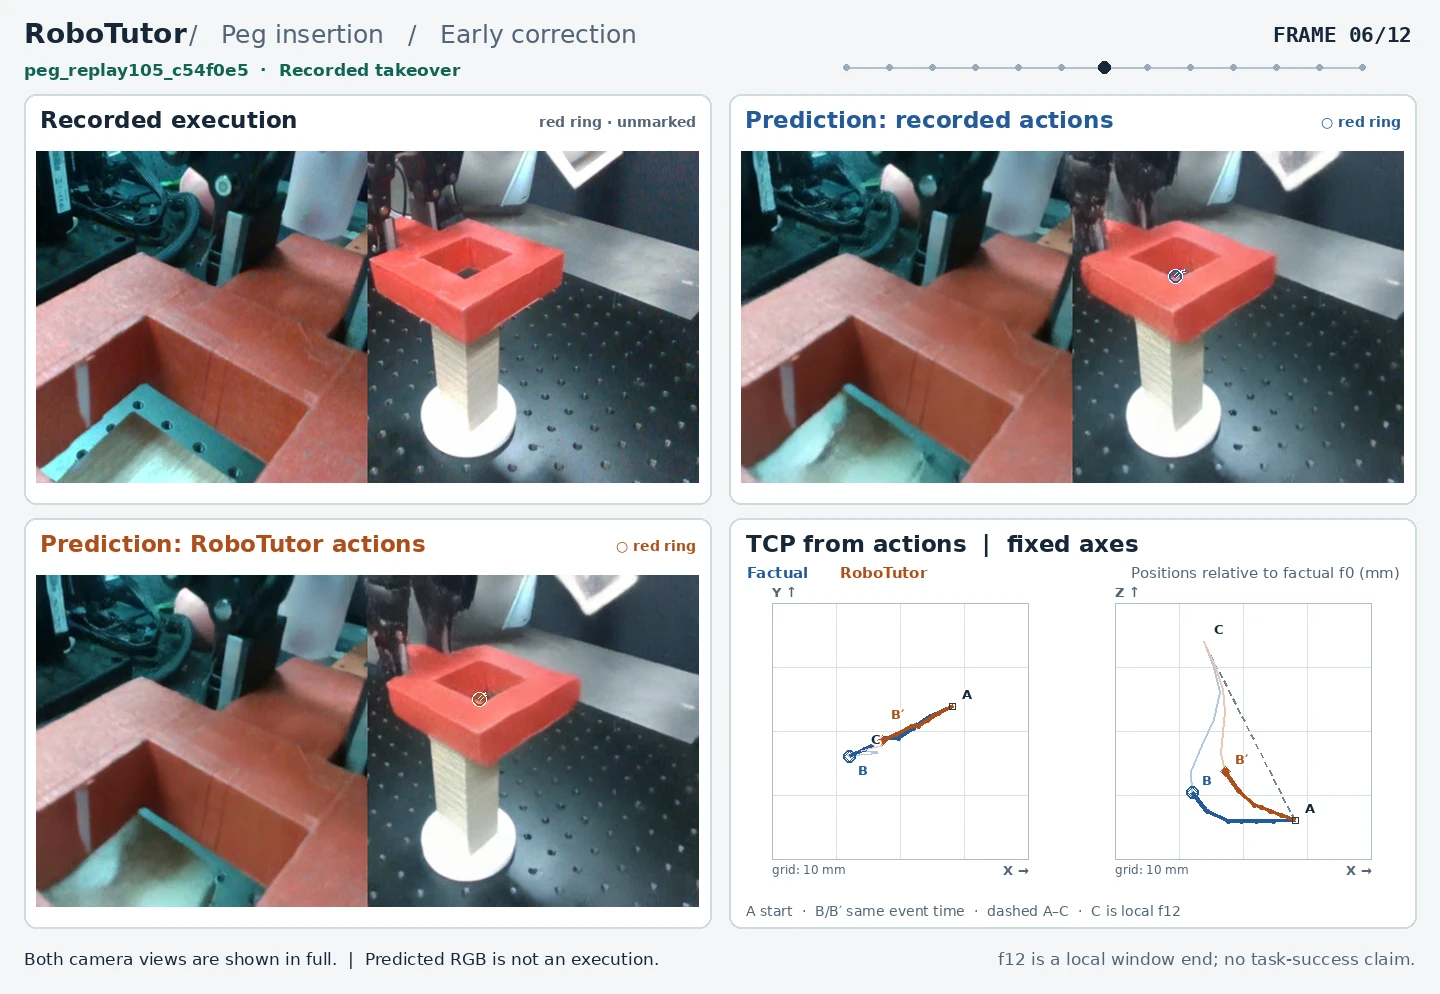 RoboTutor / Peg insertion / Early correction
FRAME 06/12
peg_replay105_c54f0e5 · Recorded takeover
Recorded execution
red ring · unmarked
Prediction: recorded actions
○ red ring
Prediction: RoboTutor actions
○ red ring
TCP from actions | fixed axes
Factual RoboTutor
Positions relative to factual f0 (mm)
Y ↑
A
B′
C
B
grid: 10 mm
X →
Z ↑
C
B′
B
A
grid: 10 mm
X →
A start · B/B′ same event time · dashed A–C · C is local f12
Both camera views are shown in full. | Predicted RGB is not an execution.
f12 is a local window end; no task-success claim.